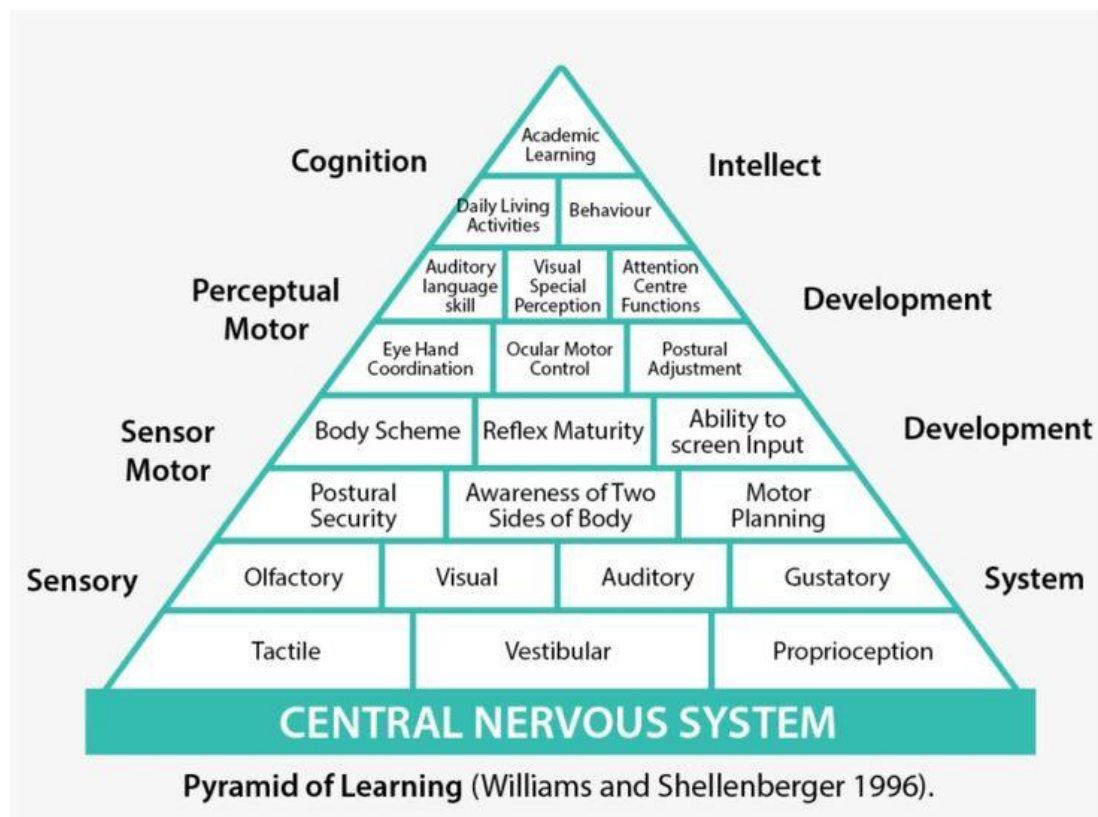 Academic
Learning
Cognition
Intellect
Daily Living
Activities
Behaviour
Auditory
language
skill
Visual
Special
Perception
Attention
Centre
Functions
Perceptual
Motor
Development
Eye Hand
Coordination
Ocular Motor
Control
Postural
Adjustment
Sensor
Motor
Body Scheme
Reflex Maturity
Ability to
screen Input
Development
Postural
Security
Awareness of Two
Sides of Body
Motor
Planning
Sensory
Olfactory
Visual
Auditory
Gustatory
System
Tactile
Vestibular
Proprioception
CENTRAL NERVOUS SYSTEM
Pyramid of Learning (Williams and Shellenberger 1996).